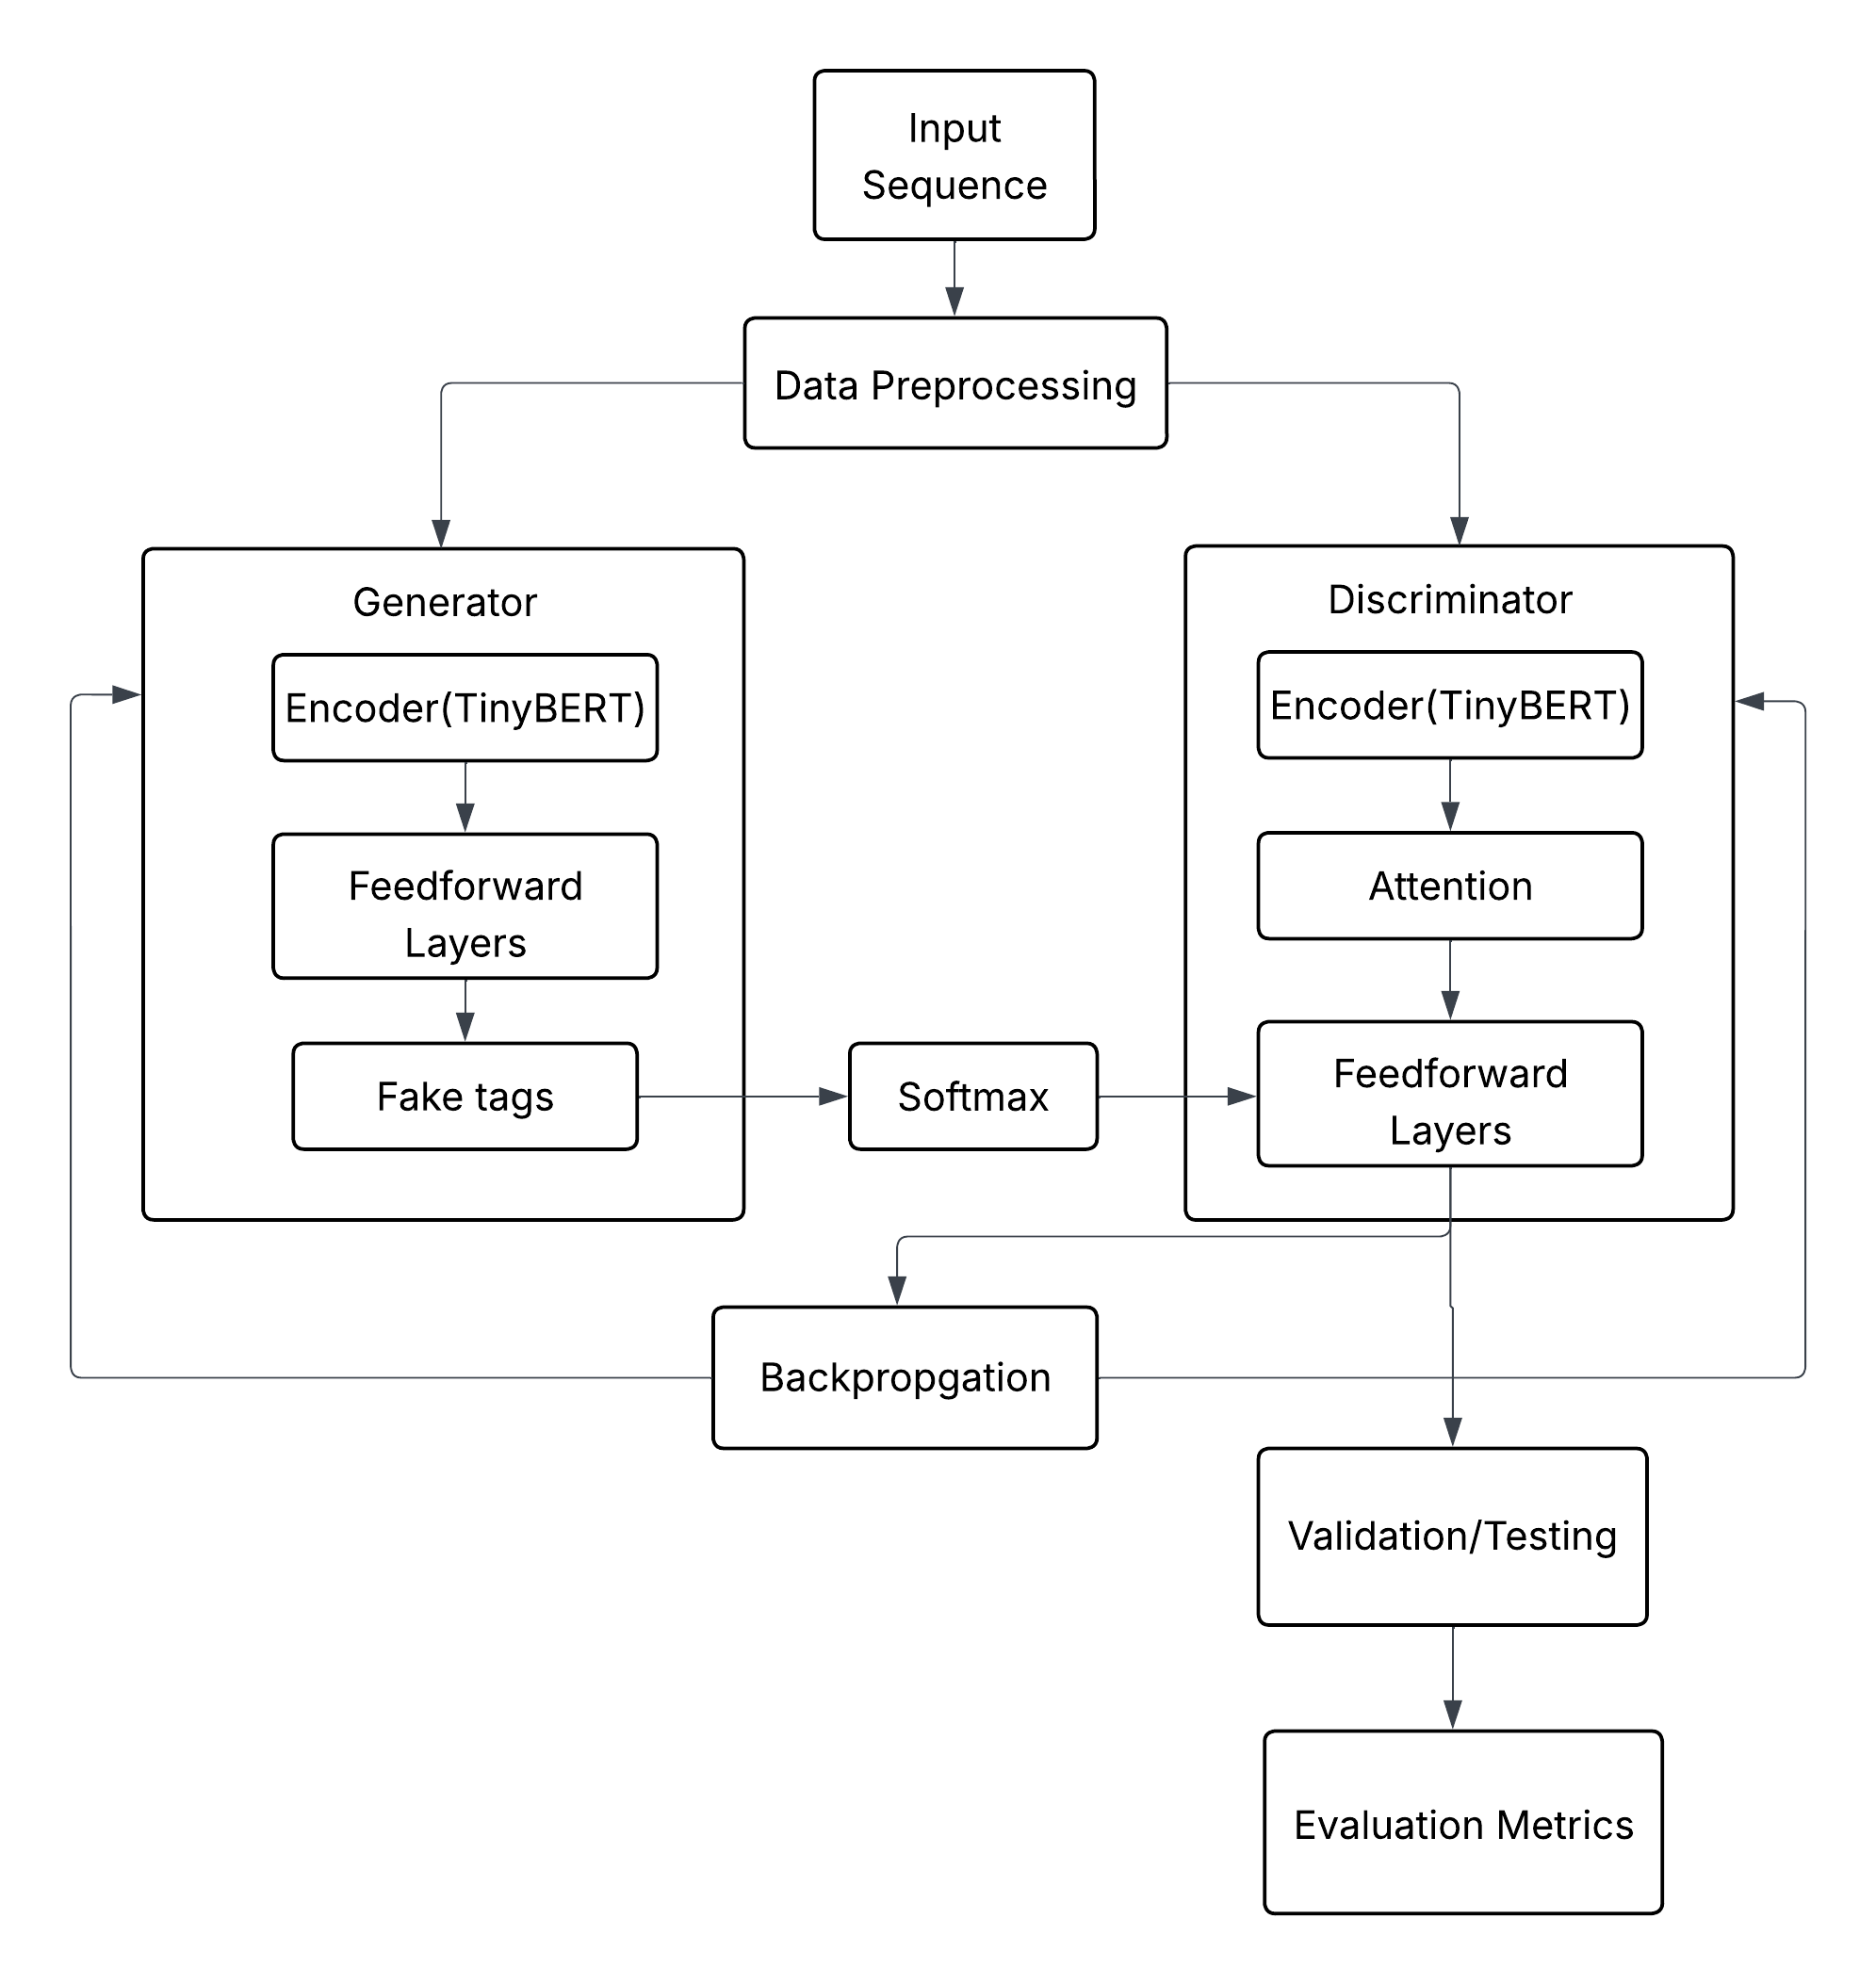 Input
Sequence
Data Preprocessing
Generator
Encoder(TinyBERT)
Feedforward
Layers
Fake tags
Softmax
Discriminator
Encoder(TinyBERT)
Attention
Feedforward
Layers
Backpropgation
Validation/Testing
Evaluation Metrics